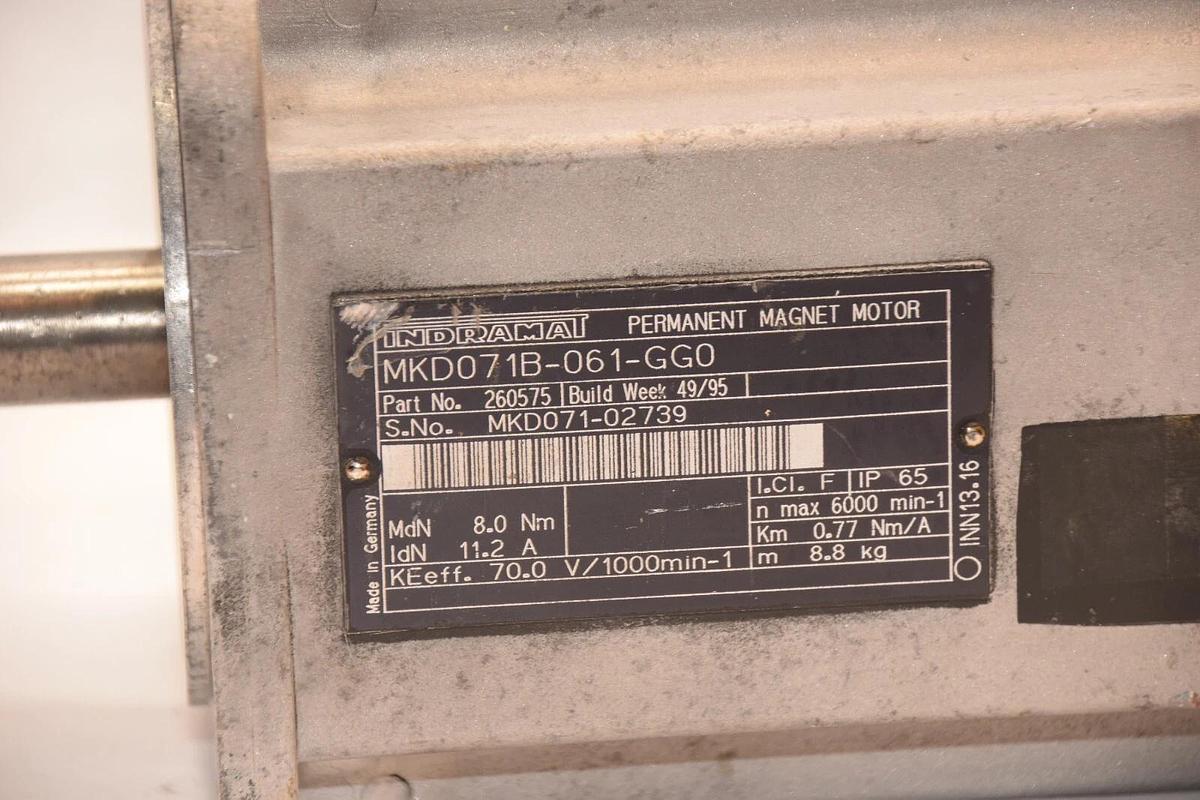 INDRAMAT PERMANENT MAGNET MOTOR
MKD071B-061-GG0
Part No. 260575 Build Week 49/95
S.No. MKD071-02739
I.Cl. F IP 65
n max 6000 min-1
MdN 8.0 Nm
Km 0.77 Nm/A
IdN 11.2 A
m 8.8 kg
KEeff. 70.0 V/1000min-1
Made in Germany
INN13.16